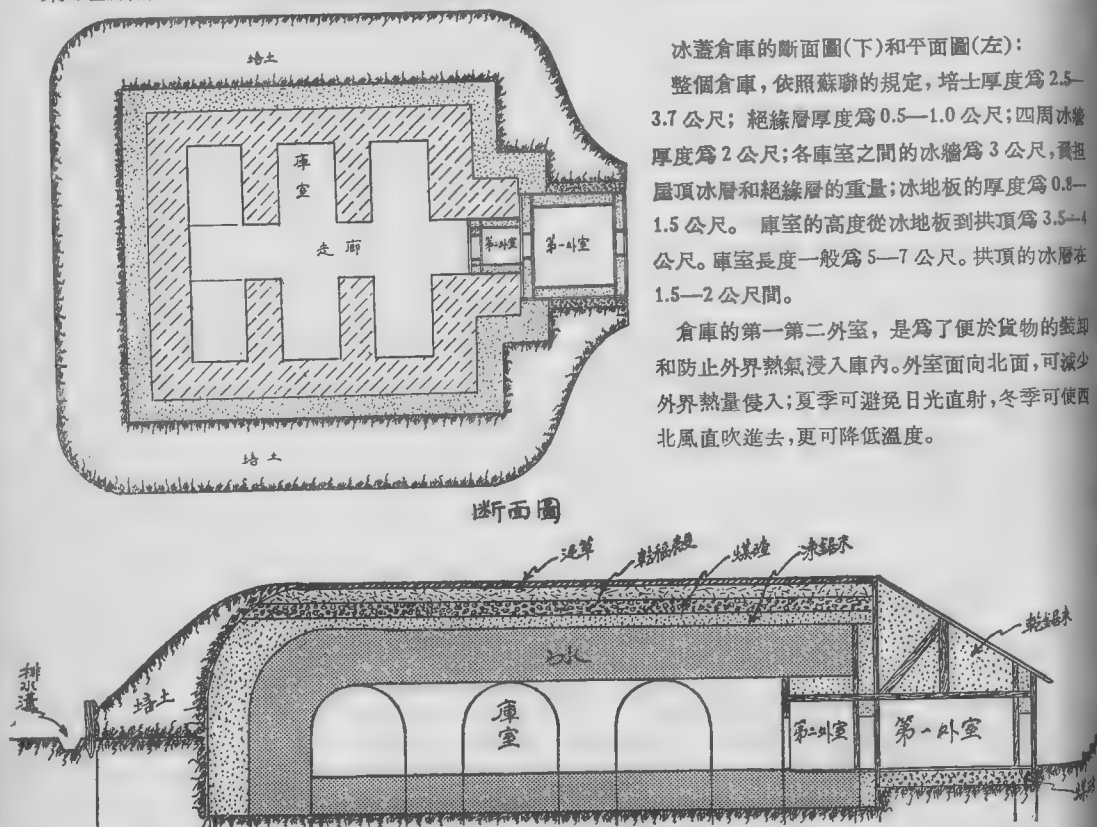 培土
庫
室
走廊
第二外室
第一外室
培土
冰蓋倉庫的斷面圖(下)和平面圖(左)：
整個倉庫，依照蘇聯的規定，培土厚度爲2.5—
3.7公尺；絕緣層厚度爲0.5—1.0公尺；四周冰牆
厚度爲2公尺；各庫室之間的冰牆爲3公尺，負担
屋頂冰層和絕緣層的重量；冰地板的厚度爲0.8—
1.5公尺。 庫室的高度從冰地板到拱頂爲3.5—4
公尺。庫室長度一般爲5—7公尺。拱頂的冰層在
1.5—2公尺間。
倉庫的第一第二外室，是爲了便於貨物的裝卸
和防止外界熱氣浸入庫內。外室面向北面，可減少
外界熱量侵入；夏季可避免日光直射，冬季可使西
北風直吹進去，更可降低溫度。
断面圖
泥草
乾稻殼
煤渣
凍鋸末
乾鋸末
排水溝
培土
冰
庫
室
第二外室
第一外室